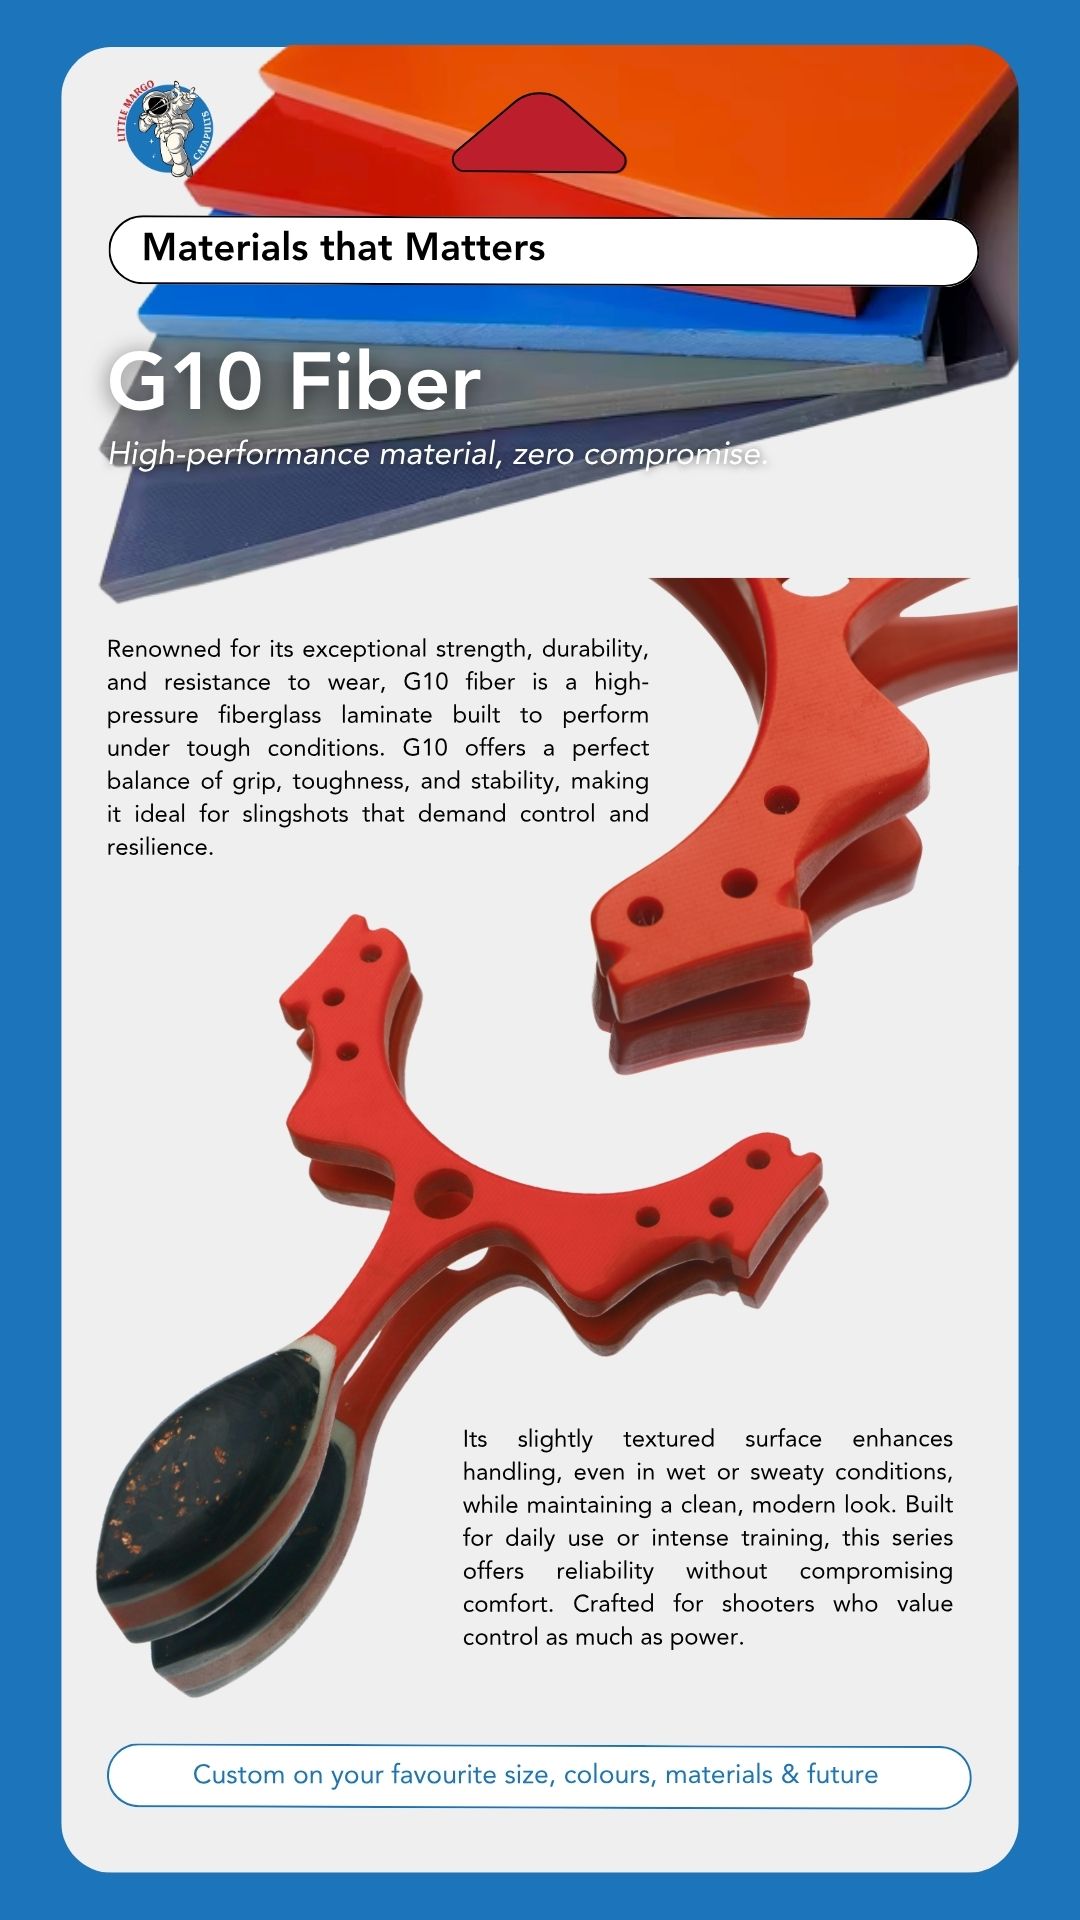 LITTLE MARGO
CATAPULTS
Materials that Matters
G10 Fiber
High-performance material, zero compromise.
Renowned for its exceptional strength, durability,
and resistance to wear, G10 fiber is a high-
pressure fiberglass laminate built to perform
under tough conditions. G10 offers a perfect
balance of grip, toughness, and stability, making
it ideal for slingshots that demand control and
resilience.
Its slightly textured surface enhances
handling, even in wet or sweaty conditions,
while maintaining a clean, modern look. Built
for daily use or intense training, this series
offers reliability without compromising
comfort. Crafted for shooters who value
control as much as power.
Custom on your favourite size, colours, materials & future